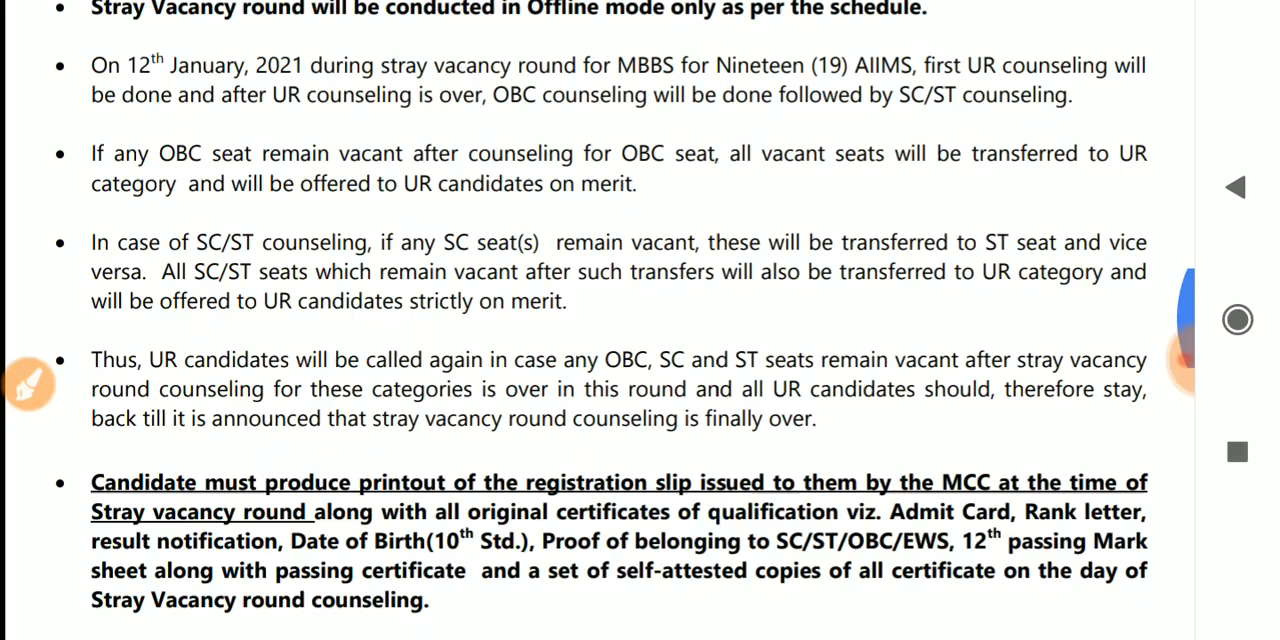 Stray Vacancy round will be conducted in Offline mode only as per the schedule.
On 12th January, 2021 during stray vacancy round for MBBS for Nineteen (19) AIIMS, first UR counseling will
be done and after UR counseling is over, OBC counseling will be done followed by SC/ST counseling.
If any OBC seat remain vacant after counseling for OBC seat, all vacant seats will be transferred to UR
category and will be offered to UR candidates on merit.
In case of SC/ST counseling, if any SC seat(s) remain vacant, these will be transferred to ST seat and vice
versa. All SC/ST seats which remain vacant after such transfers will also be transferred to UR category and
will be offered to UR candidates strictly on merit.
Thus, UR candidates will be called again in case any OBC, SC and ST seats remain vacant after stray vacancy
round counseling for these categories is over in this round and all UR candidates should, therefore stay,
back till it is announced that stray vacancy round counseling is finally over.
Candidate must produce printout of the registration slip issued to them by the MCC at the time of
Stray vacancy round along with all original certificates of qualification viz. Admit Card, Rank letter,
result notification, Date of Birth(10th Std.), Proof of belonging to SC/ST/OBC/EWS, 12th passing Mark
sheet along with passing certificate and a set of self-attested copies of all certificate on the day of
Stray Vacancy round counseling.